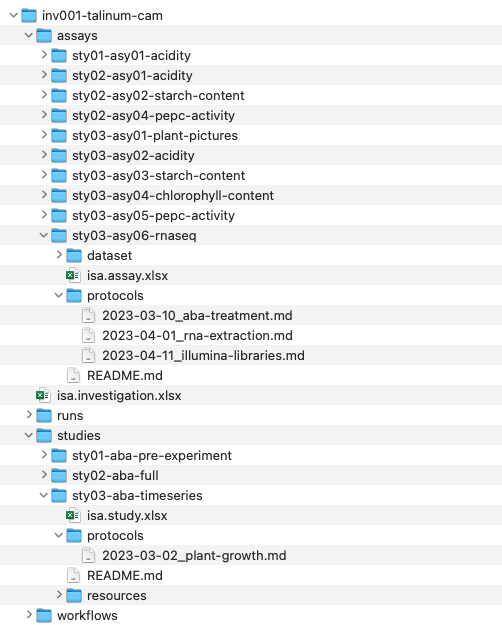 inv001-talinum-cam
assays
sty01-asy01-acidity
sty02-asy01-acidity
sty02-asy02-starch-content
sty02-asy04-pepc-activity
sty03-asy01-plant-pictures
sty03-asy02-acidity
sty03-asy03-starch-content
sty03-asy04-chlorophyll-content
sty03-asy05-pepc-activity
sty03-asy06-rnaseq
dataset
isa.assay.xlsx
protocols
2023-03-10_aba-treatment.md
2023-04-01_rna-extraction.md
2023-04-11_illumina-libraries.md
README.md
isa.investigation.xlsx
runs
studies
sty01-aba-pre-experiment
sty02-aba-full
sty03-aba-timeseries
isa.study.xlsx
protocols
2023-03-02_plant-growth.md
README.md
resources
workflows